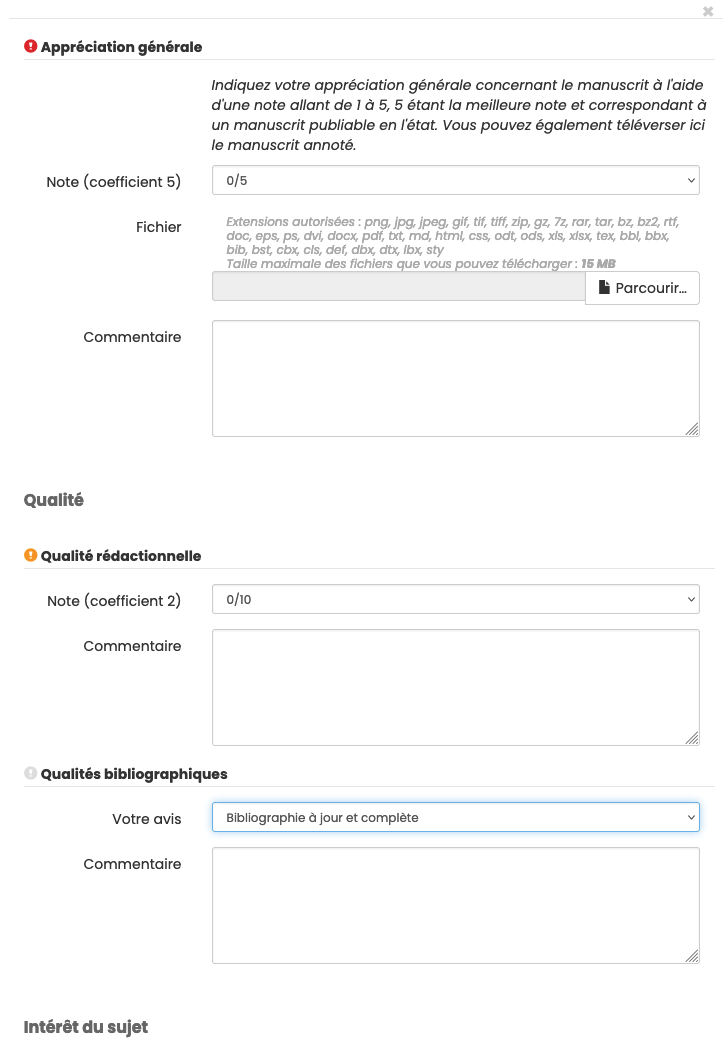 Appréciation générale
Indiquez votre appréciation générale concernant le manuscrit à l'aide
d'une note allant de 1 à 5, 5 étant la meilleure note et correspondant à
un manuscrit publiable en l'état. Vous pouvez également téléverser ici
le manuscrit annoté.
Note (coefficient 5)
0/5
Fichier
Extensions autorisées : png, jpg, jpeg, gif, tif, tiff, zip, gz, 7z, rar, tar, bz, bz2, rtf,
doc, eps, ps, dvi, docx, pdf, txt, md, html, css, odt, ods, xls, xlsx, tex, bbl, bbx,
bib, bst, cbx, cls, def, dbx, dtx, lbx, sty
Taille maximale des fichiers que vous pouvez télécharger : 15 MB
Parcourir...
Commentaire
Qualité
Qualité rédactionnelle
Note (coefficient 2)
0/10
Commentaire
Qualités bibliographiques
Votre avis
Bibliographie à jour et complète
Commentaire
Intérêt du sujet